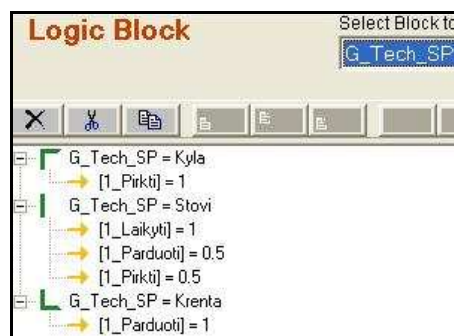 Logic Block
Select Block to
G_Tech_SP
G_Tech_SP = Kyla
[1_Pirkti] = 1
G_Tech_SP = Stovi
[1_Laikyti] = 1
[1_Parduoti] = 0.5
[1_Pirkti] = 0.5
G_Tech_SP = Krenta
[1_Parduoti] = 1